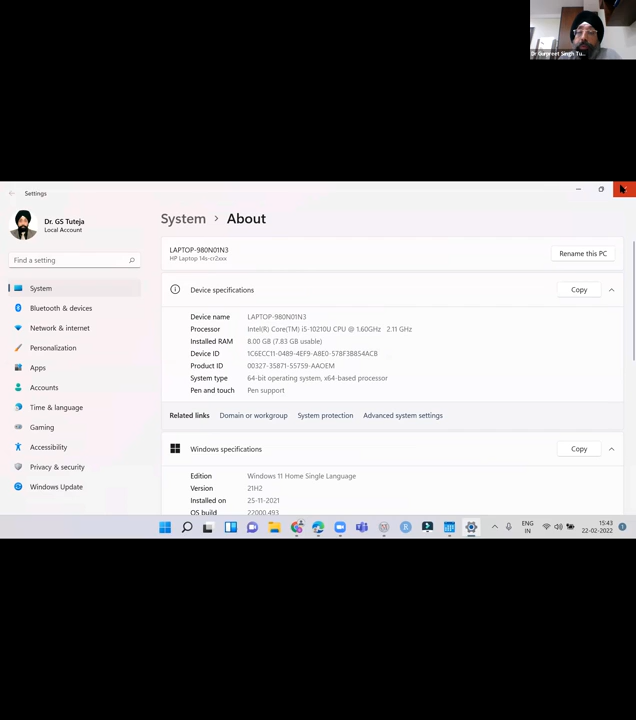 Dr Gurpreet Singh Tu...
Settings
Dr. GS Tuteja
Local Account
Find a setting
System
Bluetooth & devices
Network & internet
Personalization
Apps
Accounts
Time & language
Gaming
Accessibility
Privacy & security
Windows Update
System > About
LAPTOP-980N01N3
HP Laptop 14s-cr2xxx
Rename this PC
Device specifications
Copy
Device name LAPTOP-980N01N3
Processor Intel(R) Core(TM) i5-10210U CPU @ 1.60GHz 2.11 GHz
Installed RAM 8.00 GB (7.83 GB usable)
Device ID 1C6ECC11-0489-4EF9-A8E0-578F3B854ACB
Product ID 00327-35871-55759-AAOEM
System type 64-bit operating system, x64-based processor
Pen and touch Pen support
Related links Domain or workgroup System protection Advanced system settings
Windows specifications
Copy
Edition Windows 11 Home Single Language
Version 21H2
Installed on 25-11-2021
OS build 22000.493
ENG
IN
15:43
22-02-2022